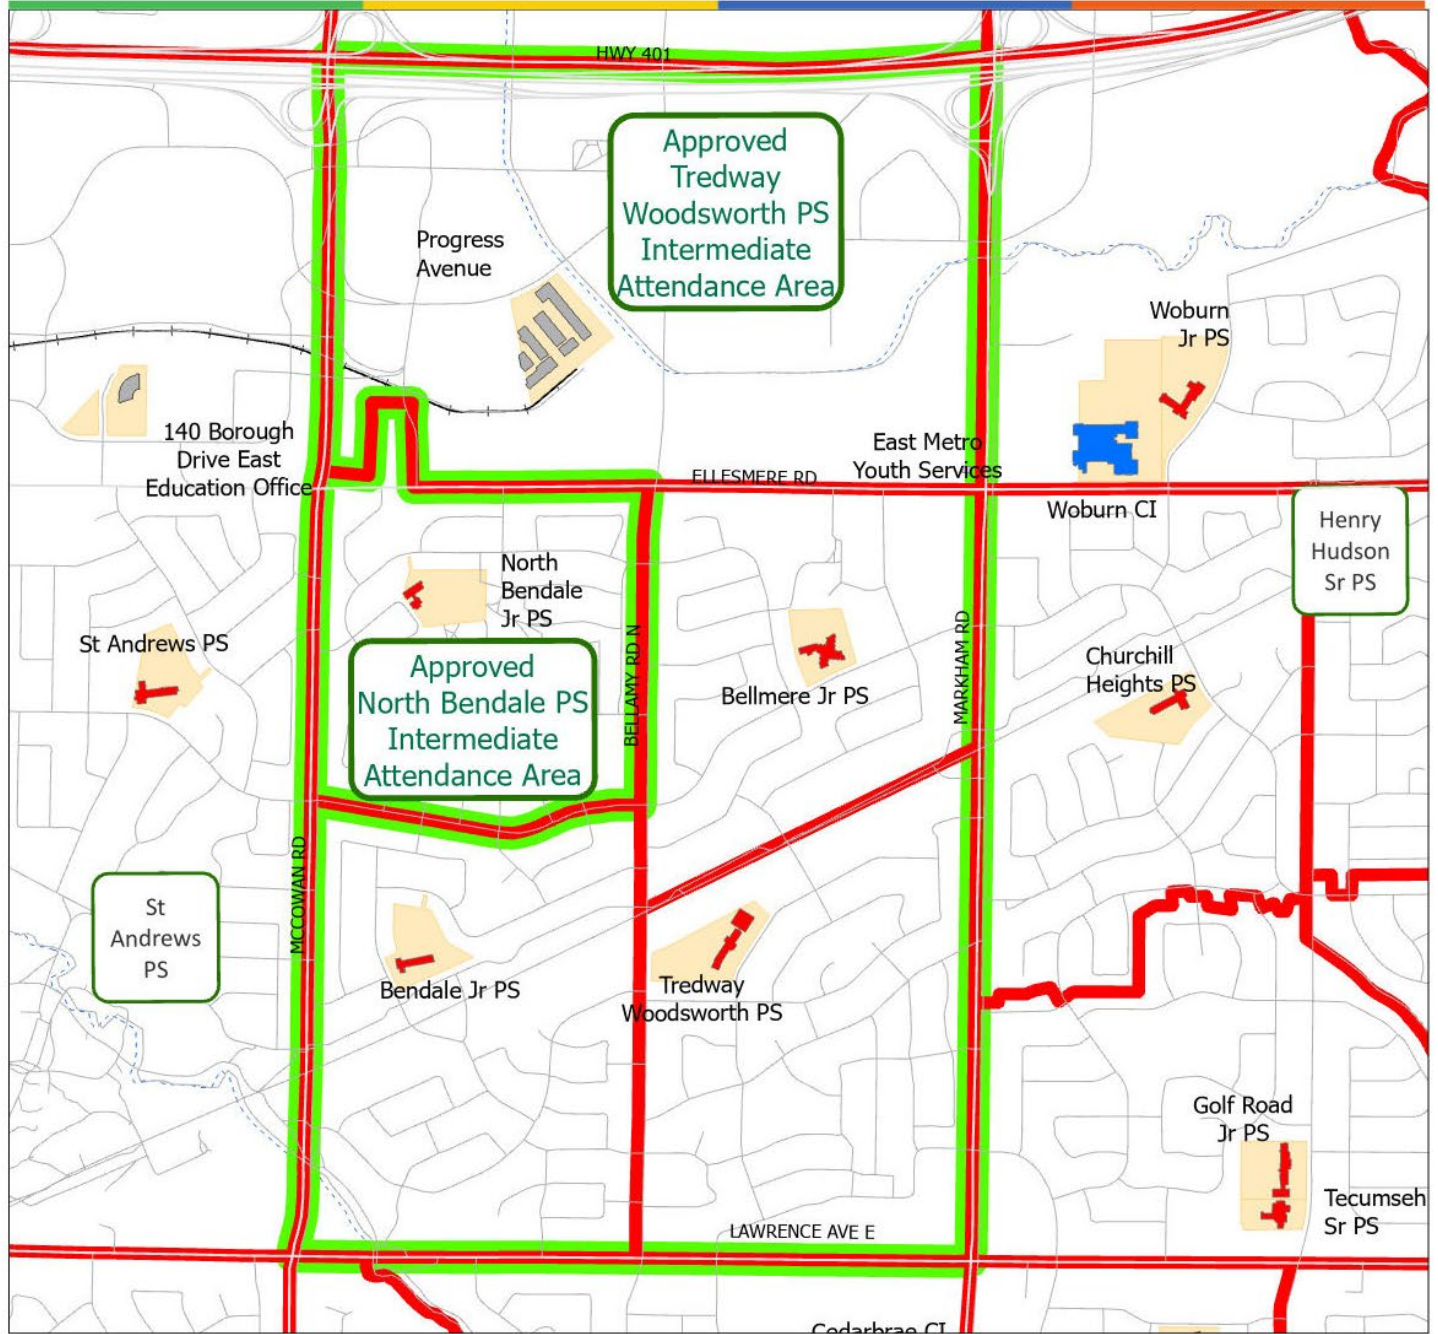 HWY 401
Approved
Tredway
Woodsworth PS
Intermediate
Attendance Area
Progress
Avenue
Woburn
Jr PS
140 Borough
Drive East
Education Office
East Metro
Youth Services
ELLESMERE RD
Woburn CI
Henry
Hudson
Sr PS
North
Bendale
Jr PS
St Andrews PS
Approved
North Bendale PS
Intermediate
Attendance Area
BELLAMY RD N
Bellmere Jr PS
MARKHAM RD
Churchill
Heights PS
MCCOWAN RD
St
Andrews
PS
Bendale Jr PS
Tredway
Woodsworth PS
Golf Road
Jr PS
Tecumseh
Sr PS
LAWRENCE AVE E
Cedarbrae CI